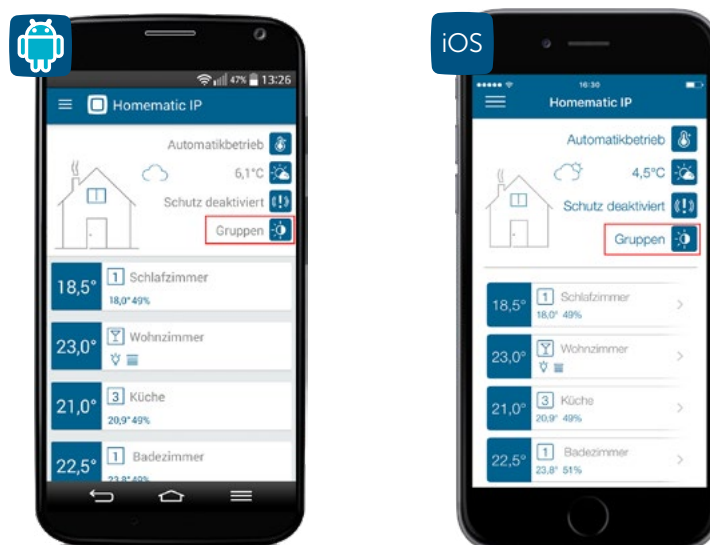 47% 13:26
Homematic IP
Automatikbetrieb
6,1°C
Schutz deaktiviert
Gruppen
18,5°
1 Schlafzimmer
18,0° 49%
23,0°
Wohnzimmer
21,0°
3 Küche
20,9° 49%
22,5°
1 Badezimmer
23,8° 49%
iOS
16:30
Homematic IP
Automatikbetrieb
4,5°C
Schutz deaktiviert
Gruppen
18,5°
1 Schlafzimmer
18,0° 49%
23,0°
Wohnzimmer
21,0°
3 Küche
20,9° 49%
22,5°
1 Badezimmer
23,8° 51%